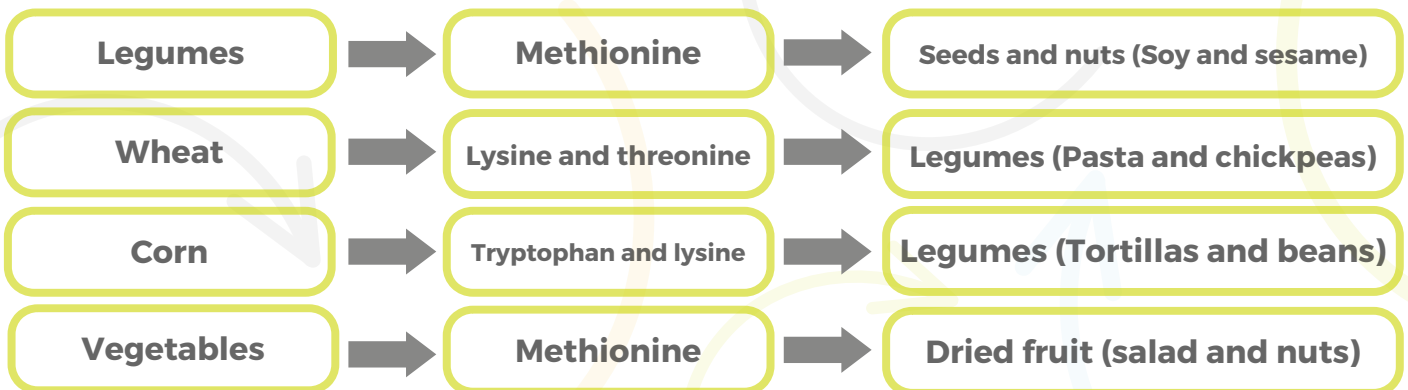 Legumes Methionine Seeds and nuts (Soy and sesame)
Wheat Lysine and threonine Legumes (Pasta and chickpeas)
Corn Tryptophan and lysine Legumes (Tortillas and beans)
Vegetables Methionine Dried fruit (salad and nuts)